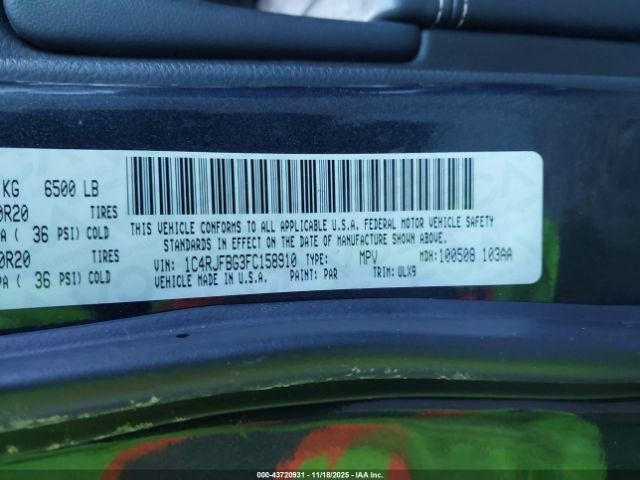 KG 6500 LB
0R20 TIRES
A ( 36 PSI) COLD
0R20 TIRES
PA ( 36 PSI) COLD
THIS VEHICLE CONFORMS TO ALL APPLICABLE U.S.A. FEDERAL MOTOR VEHICLE SAFETY
STANDARDS IN EFFECT ON THE DATE OF MANUFACTURE SHOWN ABOVE.
VIN: 1C4RJFBG3FC158910 TYPE: MPV MDH: 100508 103AA
VEHICLE MADE IN U.S.A. PAINT: PAR TRIM: ULX9
000-43720931 - 11/18/2025 - IAA Inc.